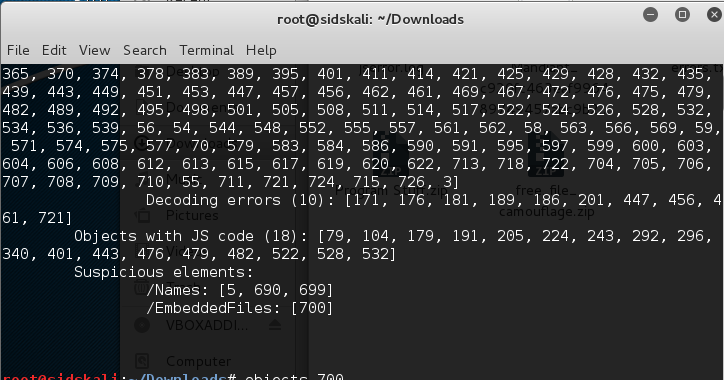 root@sidskali: ~/Downloads
File Edit View Search Terminal Help
365, 370, 374, 378, 383, 389, 395, 401, 411, 414, 421, 425, 429, 428, 432, 435,
439, 443, 449, 451, 453, 447, 457, 456, 462, 461, 469, 467, 472, 476, 475, 479,
482, 489, 492, 495, 498, 501, 505, 508, 511, 514, 517, 522, 524, 526, 528, 532,
534, 536, 539, 56, 54, 544, 548, 552, 555, 557, 561, 562, 58, 563, 566, 569, 59,
571, 574, 575, 577, 70, 579, 583, 584, 586, 590, 591, 595, 597, 599, 600, 603,
604, 606, 608, 612, 613, 615, 617, 619, 620, 622, 713, 718, 722, 704, 705, 706,
707, 708, 709, 710, 55, 711, 721, 724, 715, 726, 3]
Decoding errors (10): [171, 176, 181, 189, 186, 201, 447, 456, 4
61, 721]
Objects with JS code (18): [79, 104, 179, 191, 205, 224, 243, 292, 296,
340, 401, 443, 476, 479, 482, 522, 528, 532]
Suspicious elements:
/Names: [5, 690, 699]
/EmbeddedFiles: [700]
root@sidskali:~/Downloads# objects 700
Pictures
free_file_
camouflage.zip
VBOXADDI...
Computer